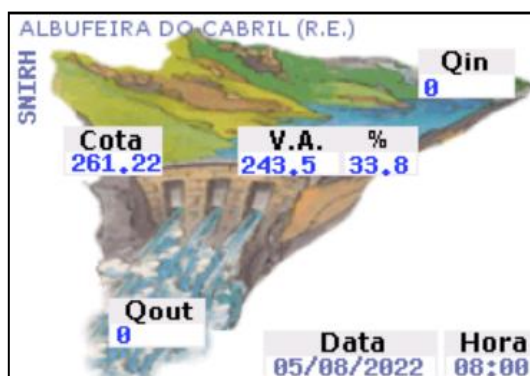 ALBUFEIRA DO CABRIL (R.E.)
SNIRH
Qin
0
Cota
261.22
V.A. %
243.5 33.8
Qout
0
Data Hora
05/08/2022 08:00